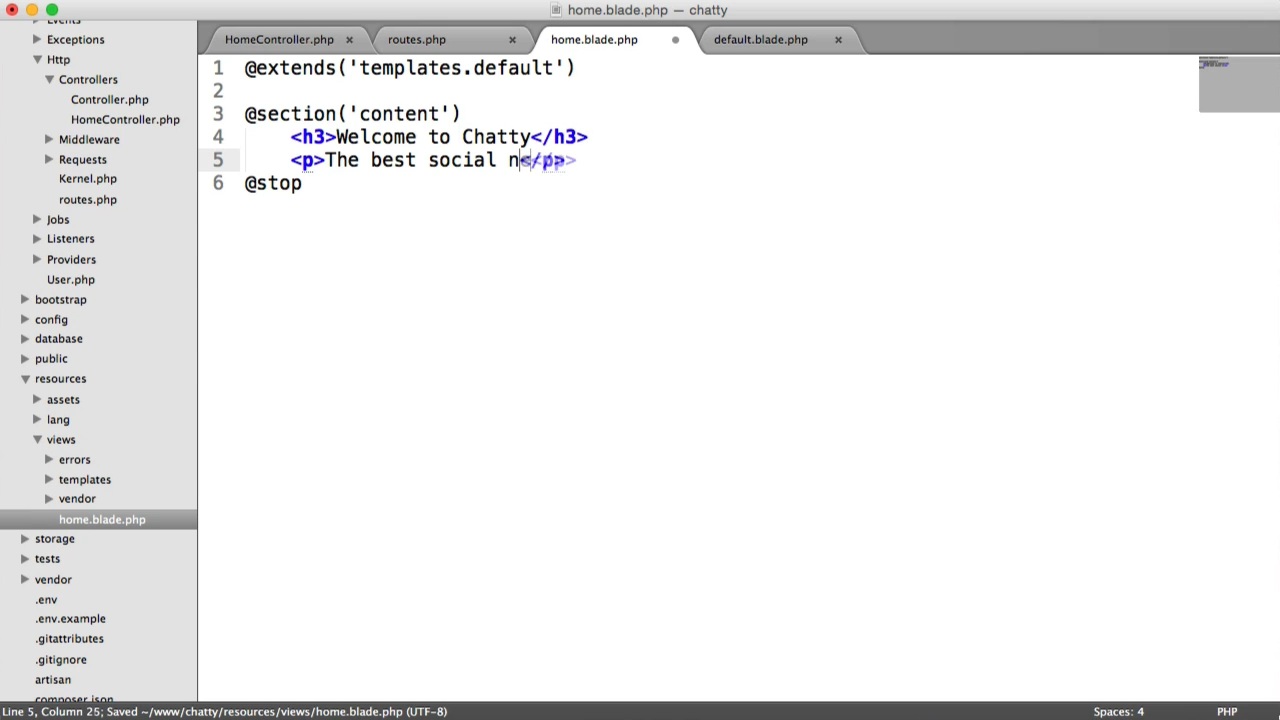 home.blade.php — chatty
Events
Exceptions
Http
Controllers
Controller.php
HomeController.php
Middleware
Requests
Kernel.php
routes.php
Jobs
Listeners
Providers
User.php
bootstrap
config
database
public
resources
assets
lang
views
errors
templates
vendor
home.blade.php
storage
tests
vendor
.env
.env.example
.gitattributes
.gitignore
artisan
composer.json
HomeController.php × routes.php × home.blade.php default.blade.php ×
1 @extends('templates.default')
2
3 @section('content')
4 <h3>Welcome to Chatty</h3>
5 <p>The best social n</p>
6 @stop
Line 5, Column 25; Saved ~/www/chatty/resources/views/home.blade.php (UTF-8) Spaces: 4 PHP